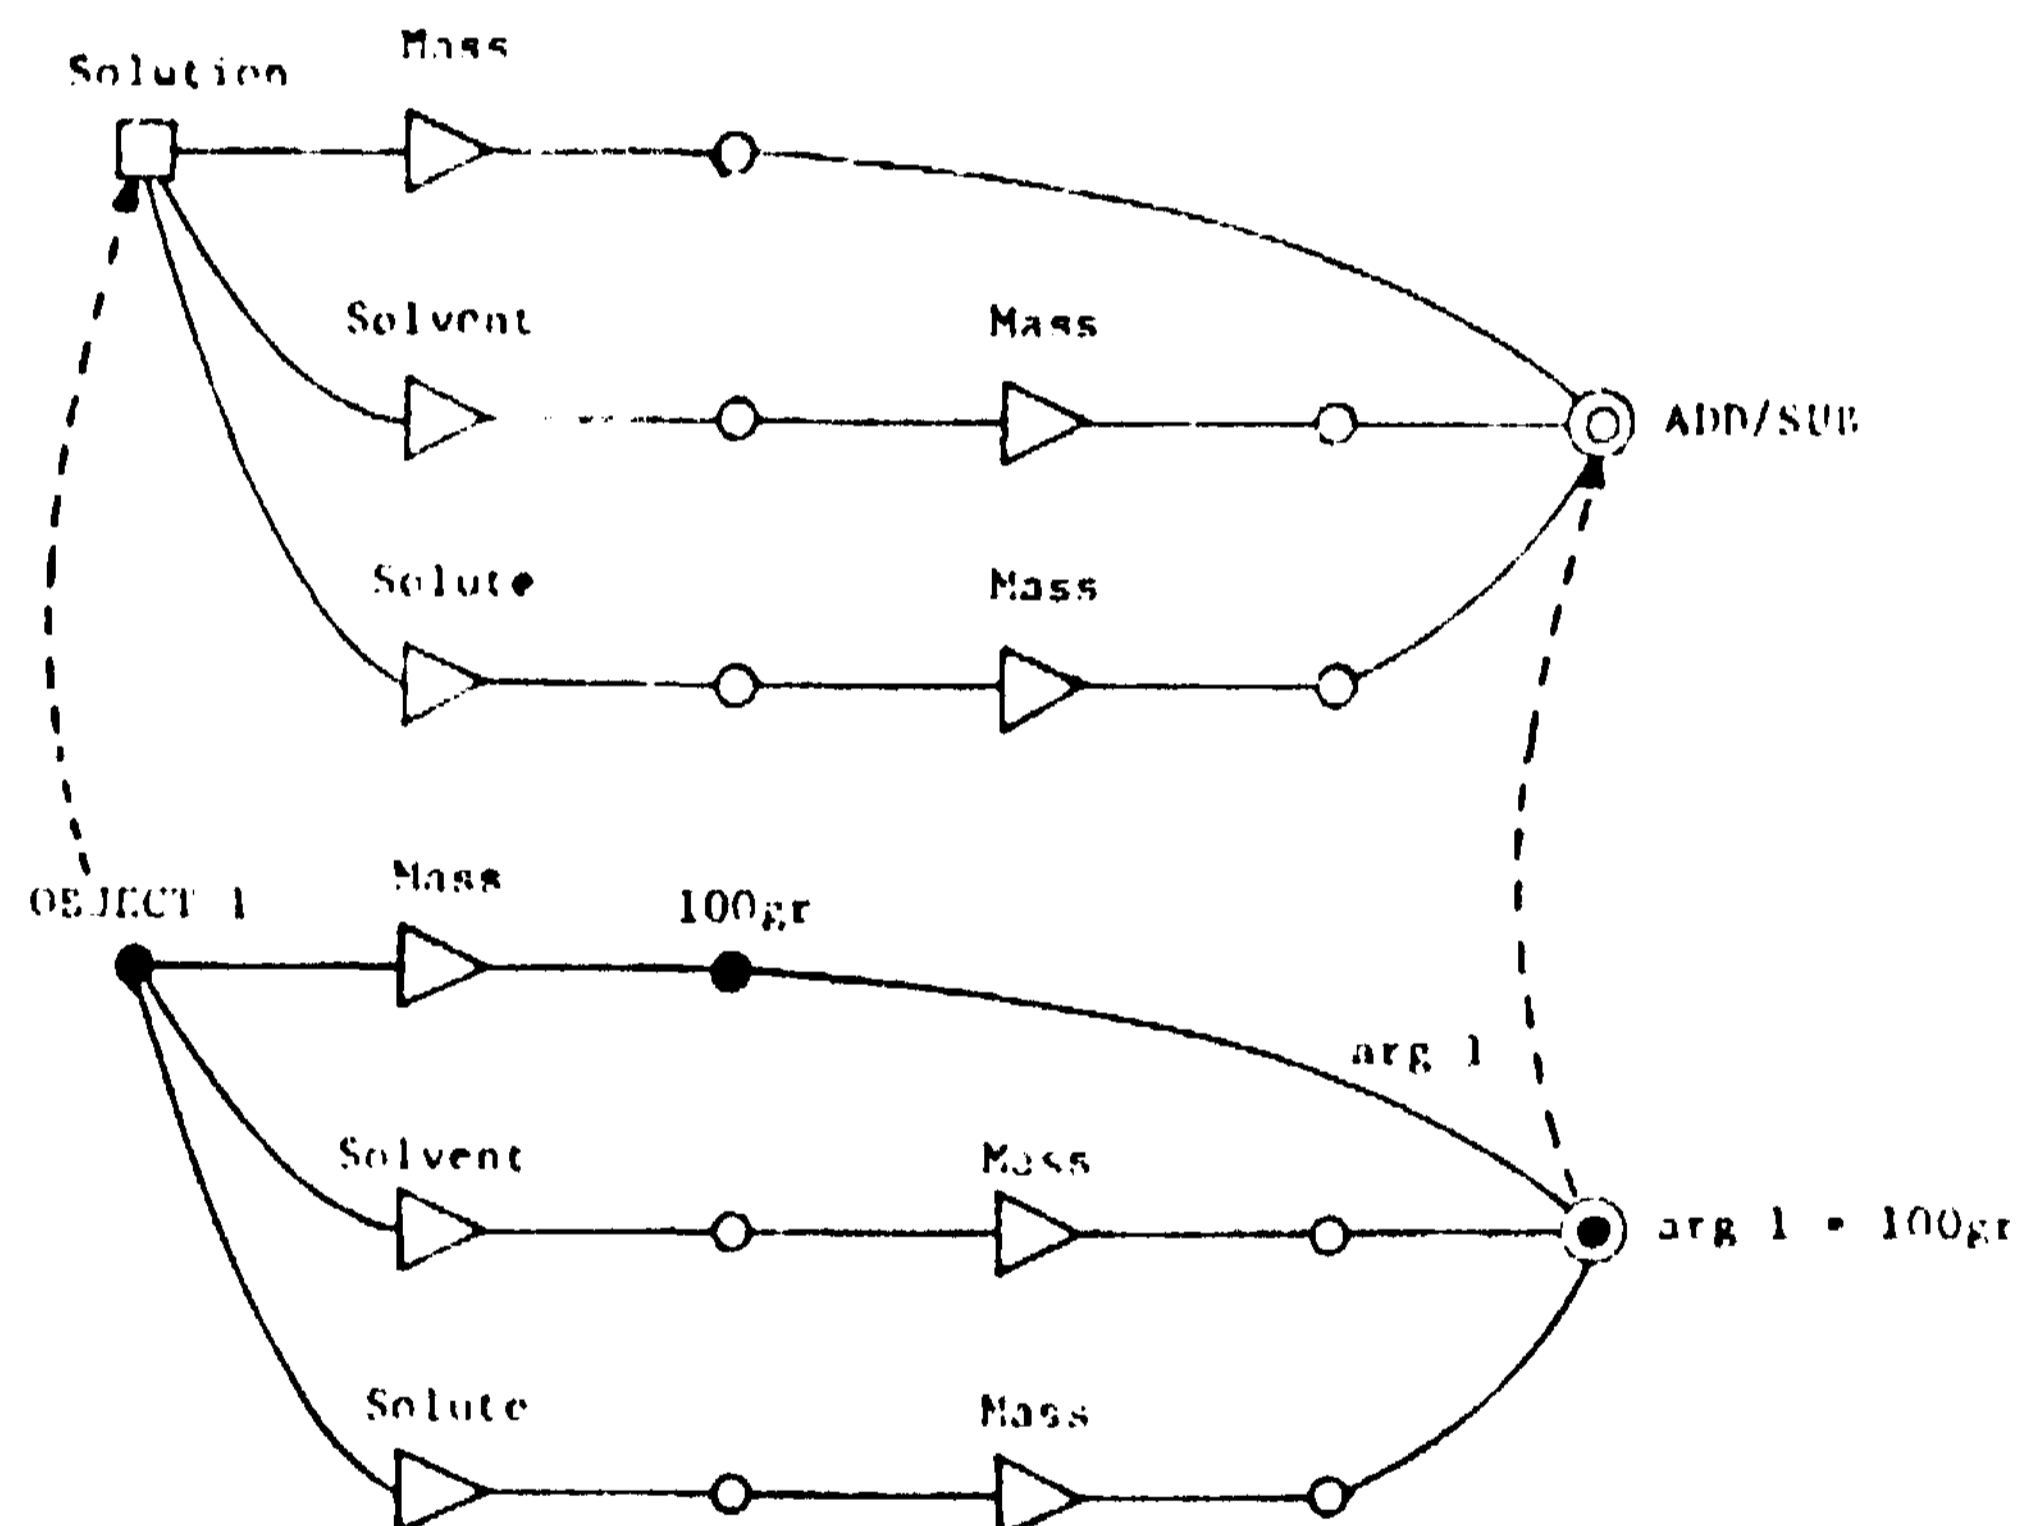 Mass
Solution
Solvent Mass
ADD/SUB
Solute Mass
Mass
OBJECT 1 100gr
arg 1
Solvent Mass
arg 1 = 100gr
Solute Mass